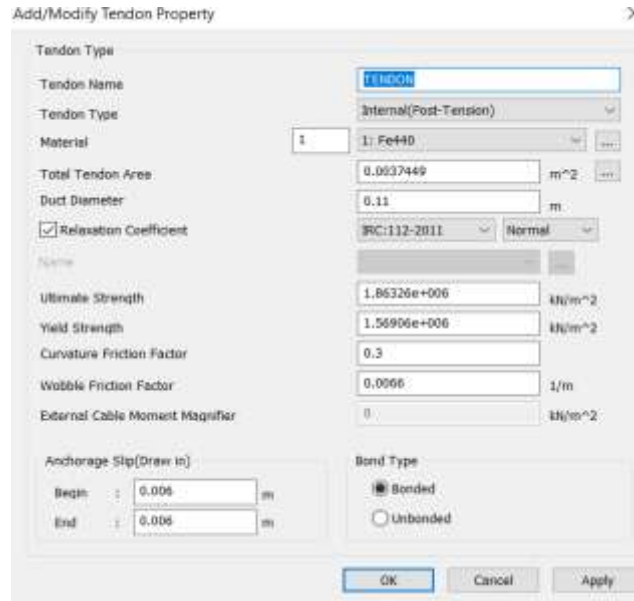 Add/Modify Tendon Property
Tendon Type
Tendon Name TENDON
Tendon Type Internal(Post-Tension)
Material 1 1: Fe440 ...
Total Tendon Area 0.0037449 m^2 ...
Duct Diameter 0.11 m
Relaxation Coefficient IRC:112-2011 Normal
Name ...
Ultimate Strength 1.86326e+006 kN/m^2
Yield Strength 1.56906e+006 kN/m^2
Curvature Friction Factor 0.3
Wobble Friction Factor 0.0066 1/m
External Cable Moment Magnifier 0 kN/m^2
Anchorage Slip(Draw in) Bond Type
Begin : 0.006 m Bonded
End : 0.006 m Unbonded
OK Cancel Apply